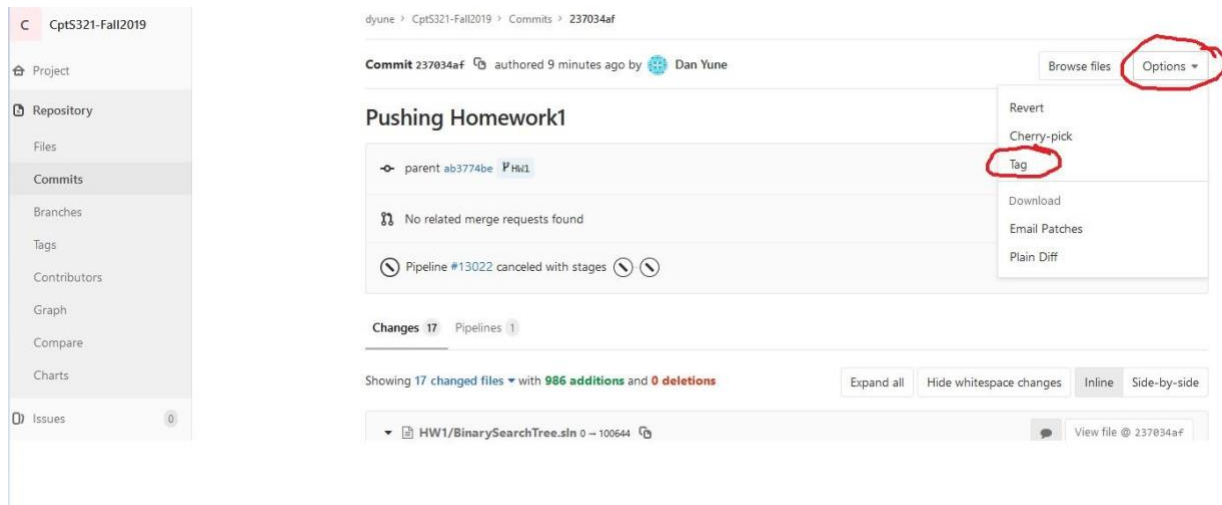 C CptS321-Fall2019
Project
Repository
Files
Commits
Branches
Tags
Contributors
Graph
Compare
Charts
Issues 0
dyune > CptS321-Fall2019 > Commits > 237034af
Commit 237034af authored 9 minutes ago by Dan Yune
Browse files Options
Revert
Cherry-pick
Tag
Download
Email Patches
Plain Diff
Pushing Homework1
parent ab3774be HW1
No related merge requests found
Pipeline #13022 canceled with stages
Changes 17 Pipelines 1
Showing 17 changed files with 986 additions and 0 deletions
Expand all Hide whitespace changes Inline Side-by-side
HW1/BinarySearchTree.sln 0 → 100644
View file @ 237034af